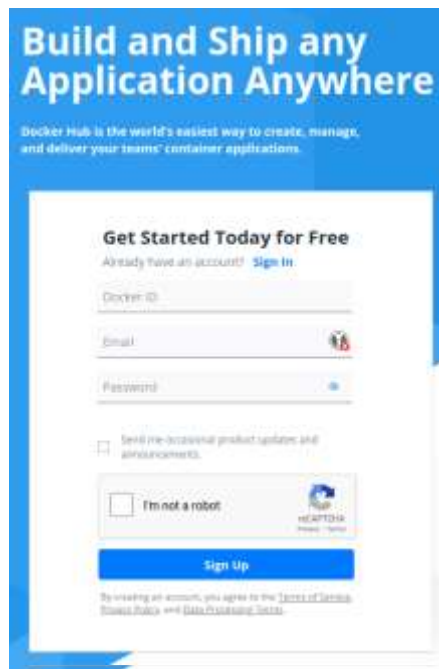 Build and Ship any
Application Anywhere
Docker Hub is the world's easiest way to create, manage,
and deliver your teams' container applications.
Get Started Today for Free
Already have an account? Sign In
Docker ID
Email
Password
Send me occasional product updates and
announcements.
I'm not a robot
reCAPTCHA
Privacy - Terms
Sign Up
By creating an account, you agree to the Terms of Service,
Privacy Policy, and Data Processing Terms.